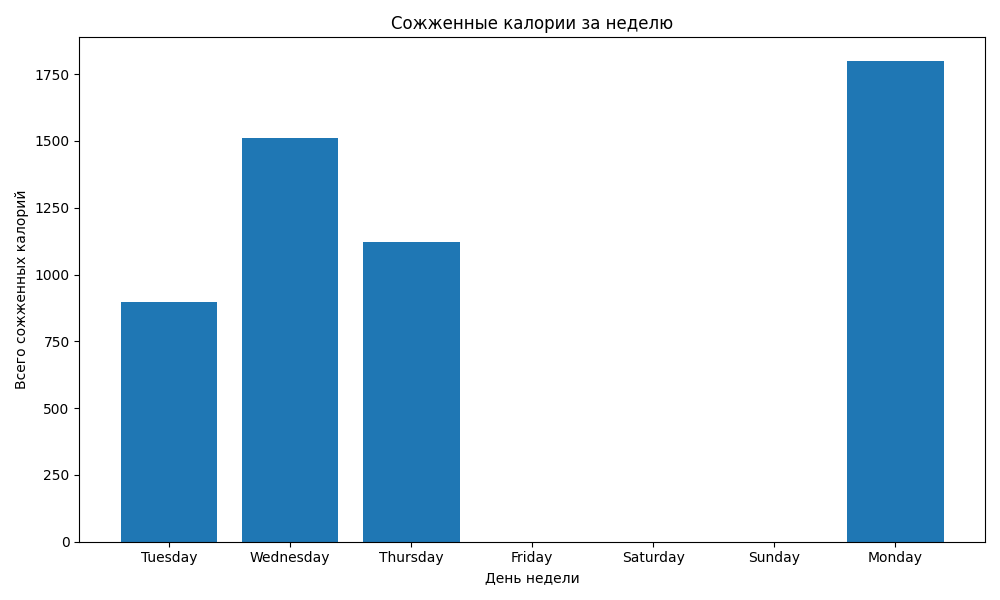 Сожженные калории за неделю
Всего сожженных калорий
1750
1500
1250
1000
750
500
250
0
Tuesday Wednesday Thursday Friday Saturday Sunday Monday
День недели